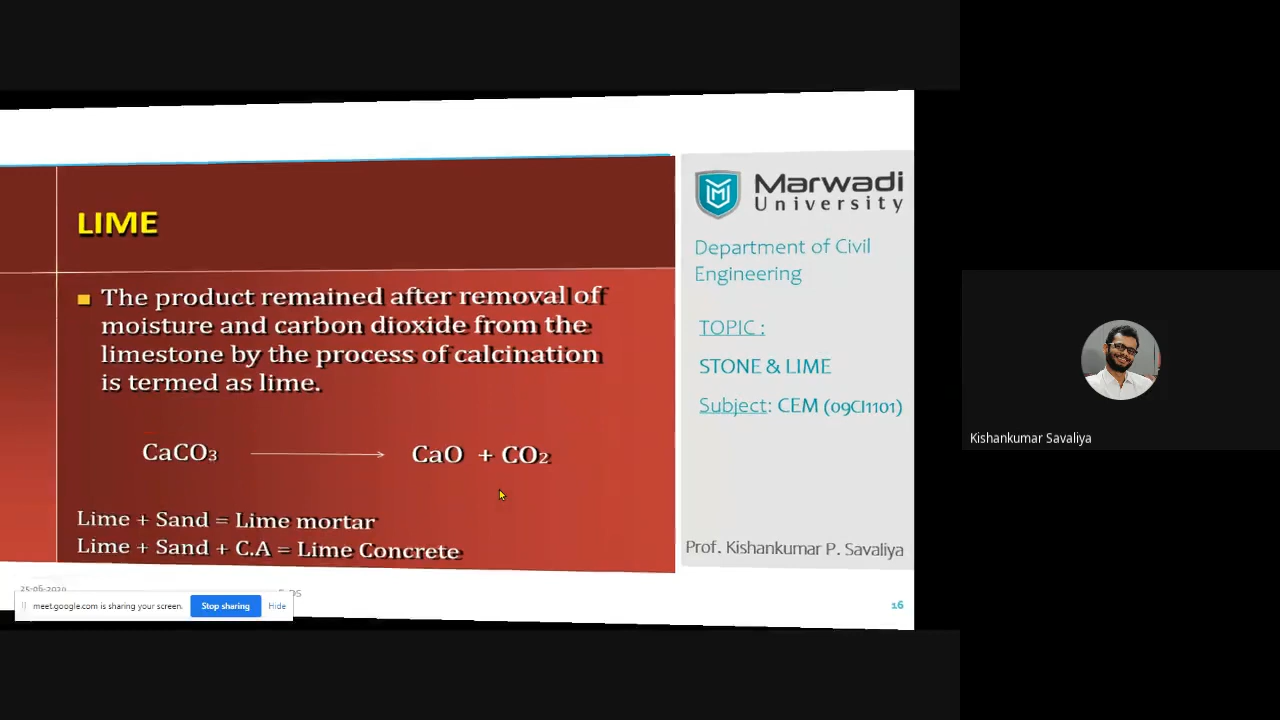 LIME
The product remained after removal of
moisture and carbon dioxide from the
limestone by the process of calcination
is termed as lime.
CaCO₃ → CaO + CO₂
Lime + Sand = Lime mortar
Lime + Sand + C.A = Lime Concrete
Marwadi
University
Department of Civil
Engineering
TOPIC :
STONE & LIME
Subject: CEM (09CI1101)
Prof. Kishankumar P. Savaliya
16
meet.google.com is sharing your screen.
Stop sharing
Hide
Kishankumar Savaliya